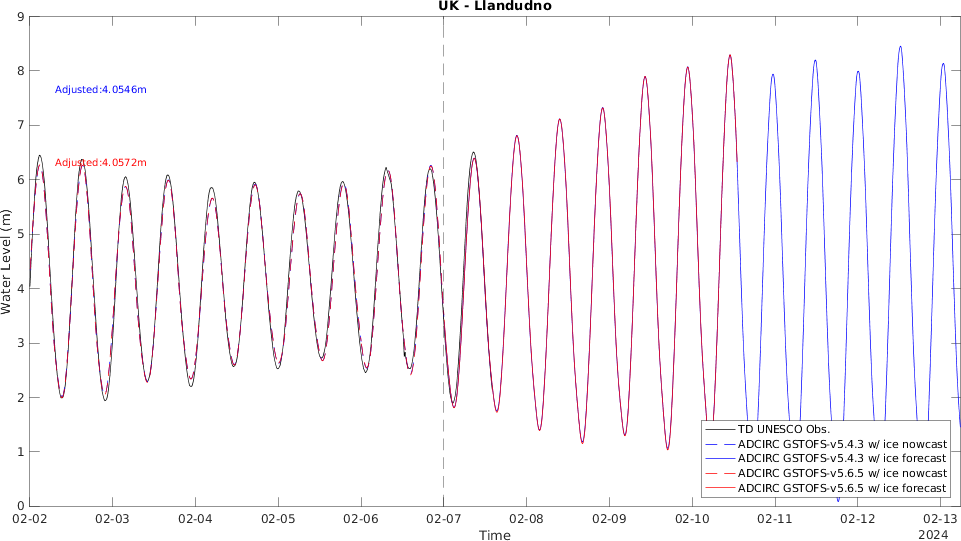 UK - Llandudno
9
8
7
6
5
4
3
2
1
0
Water Level (m)
Adjusted:4.0546m
Adjusted:4.0572m
TD UNESCO Obs.
ADCIRC GSTOFS-v5.4.3 w/ ice nowcast
ADCIRC GSTOFS-v5.4.3 w/ ice forecast
ADCIRC GSTOFS-v5.6.5 w/ ice nowcast
ADCIRC GSTOFS-v5.6.5 w/ ice forecast
02-02 02-03 02-04 02-05 02-06 02-07 02-08 02-09 02-10 02-11 02-12 02-13
Time
2024